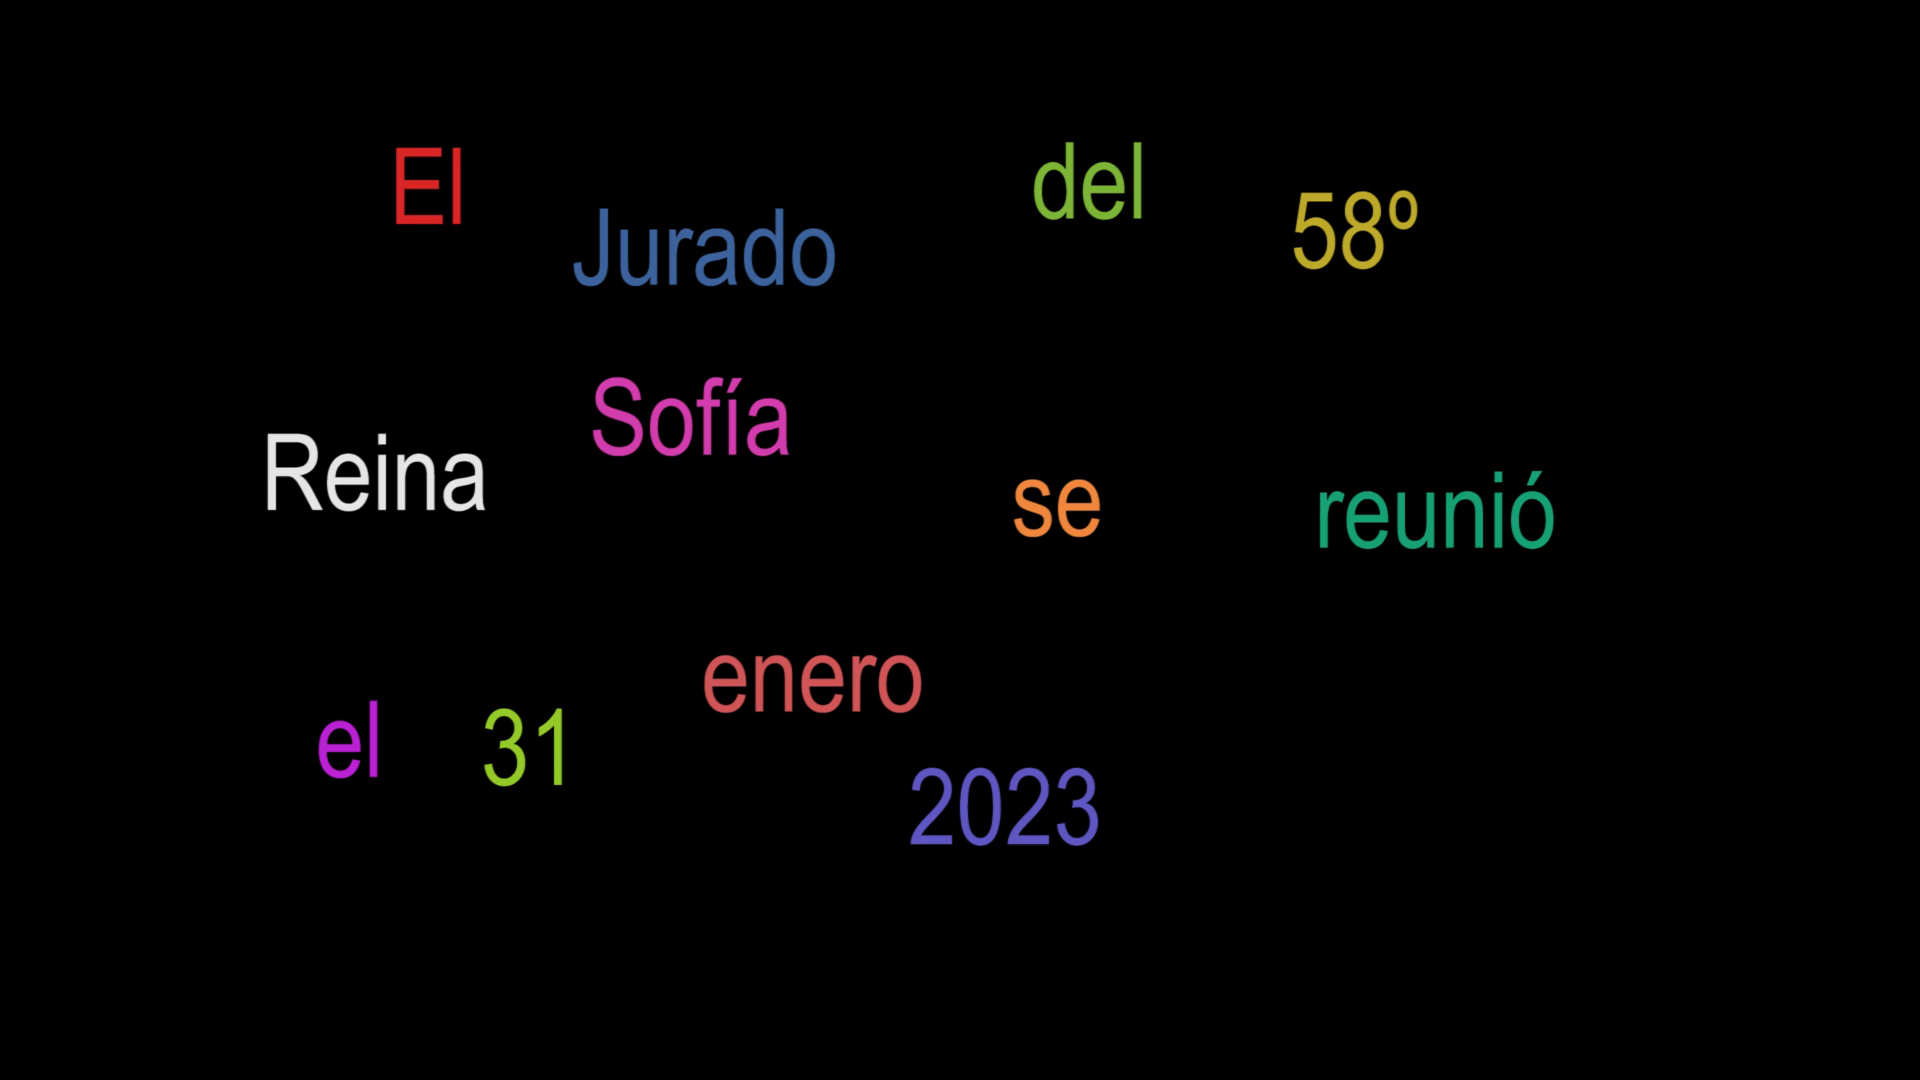 El Jurado del 58º
Reina Sofía se reunió
el 31 enero 2023